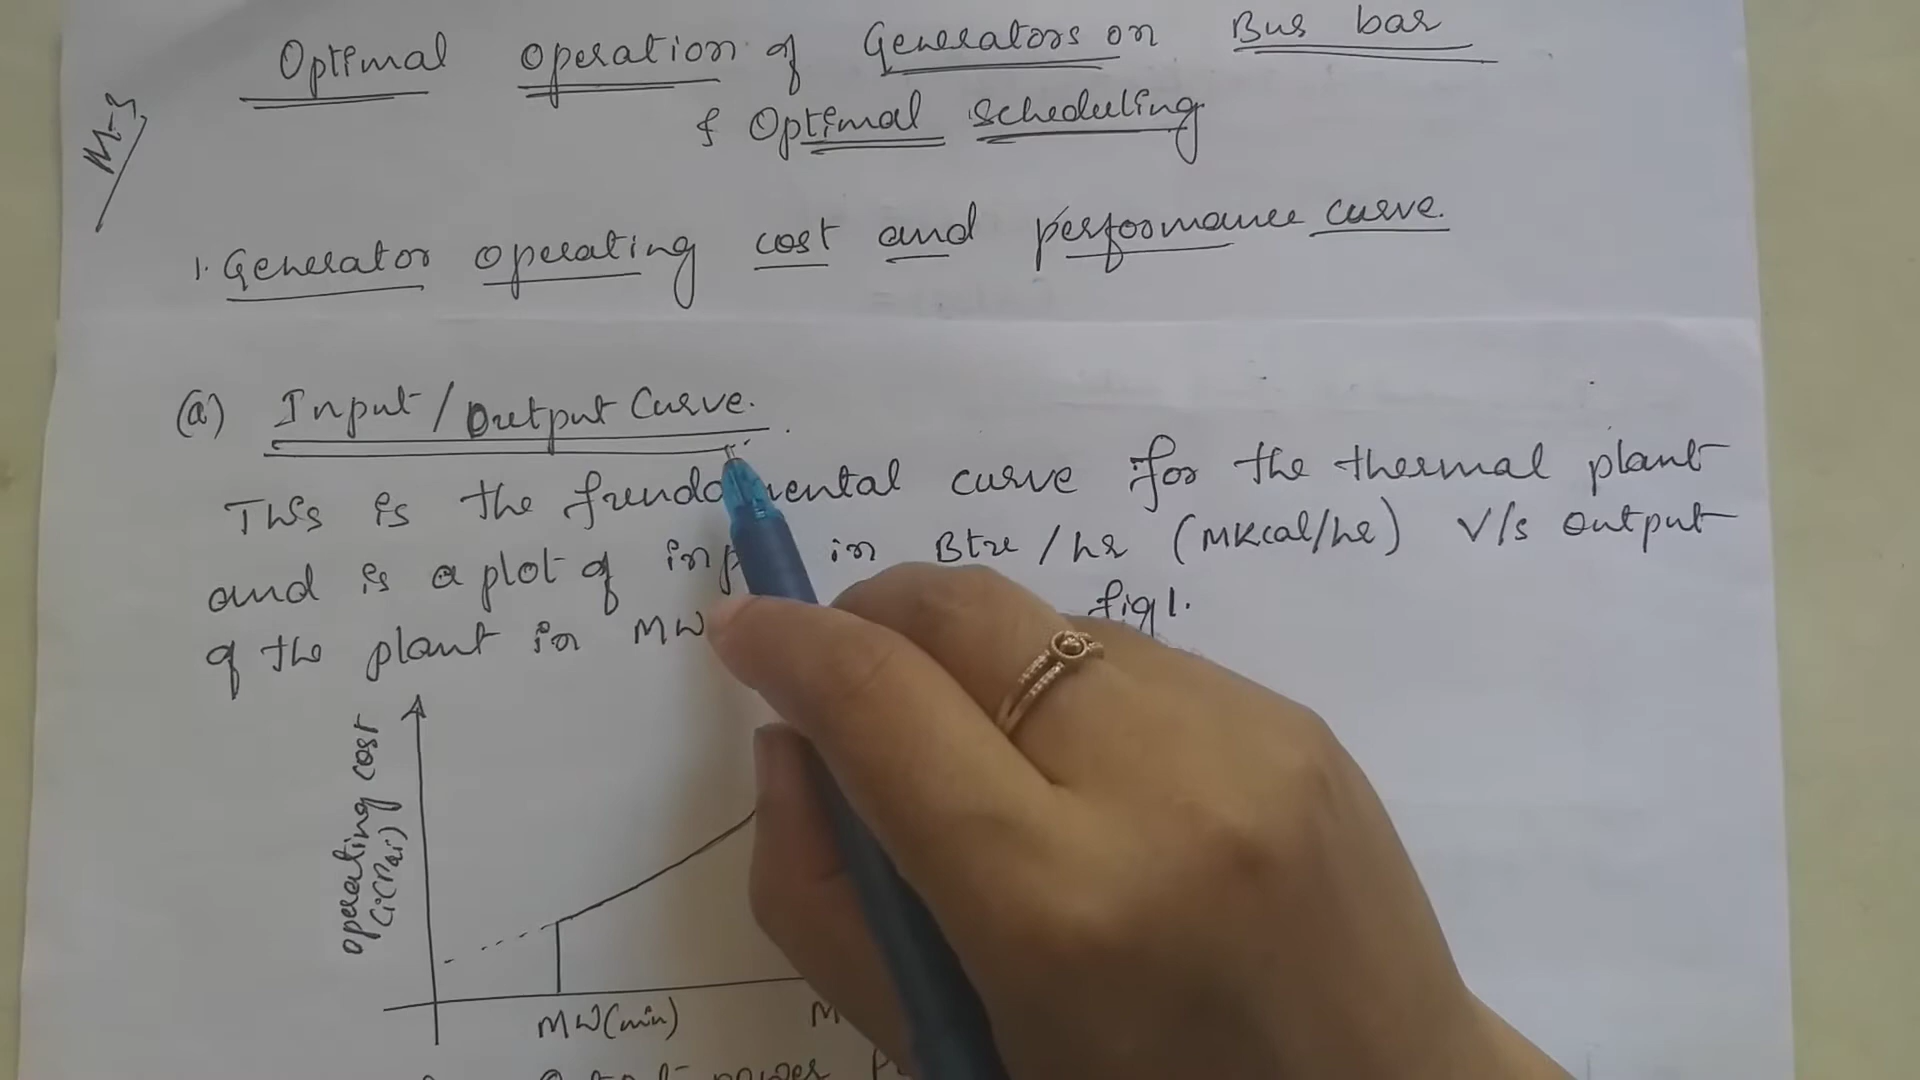 Optimal operation of Generators on Bus bar
& Optimal scheduling
M-3
1. Generator operating cost and performance curve.
(a) Input/Output Curve.
This is the fundamental curve for the thermal plant
and is a plot of in Btu/hr (MKcal/hr) V/s output
of the plant in MW fig 1.
operating cost
MW(min)
power